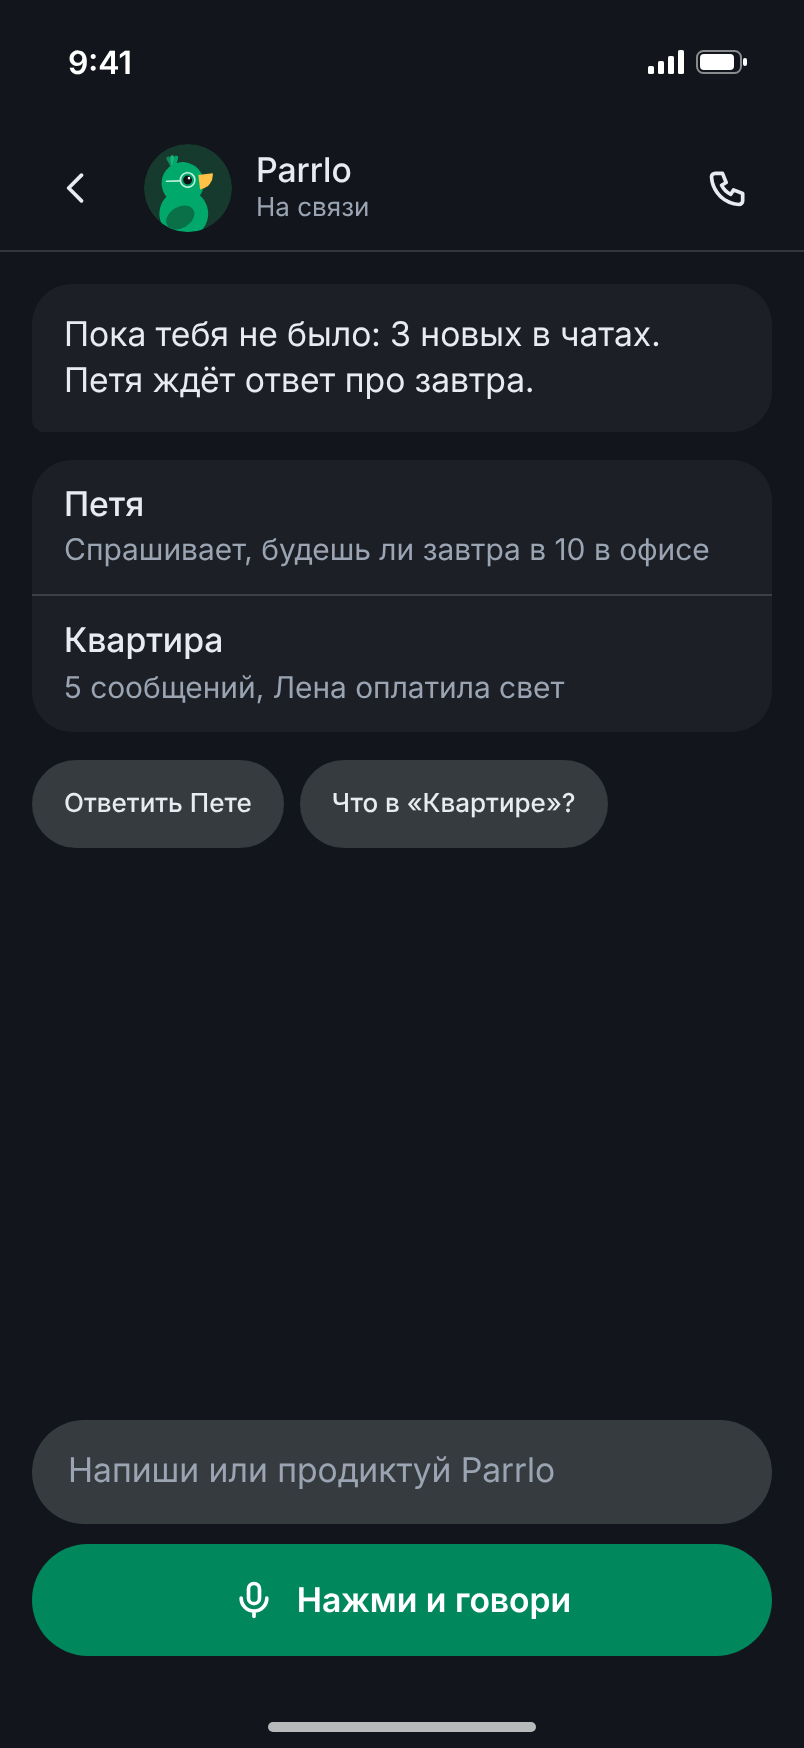 9:41
Parrlo
На связи
Пока тебя не было: 3 новых в чатах.
Петя ждёт ответ про завтра.
Петя
Спрашивает, будешь ли завтра в 10 в офисе
Квартира
5 сообщений, Лена оплатила свет
Ответить Пете
Что в «Квартире»?
Напиши или продиктуй Parrlo
Нажми и говори